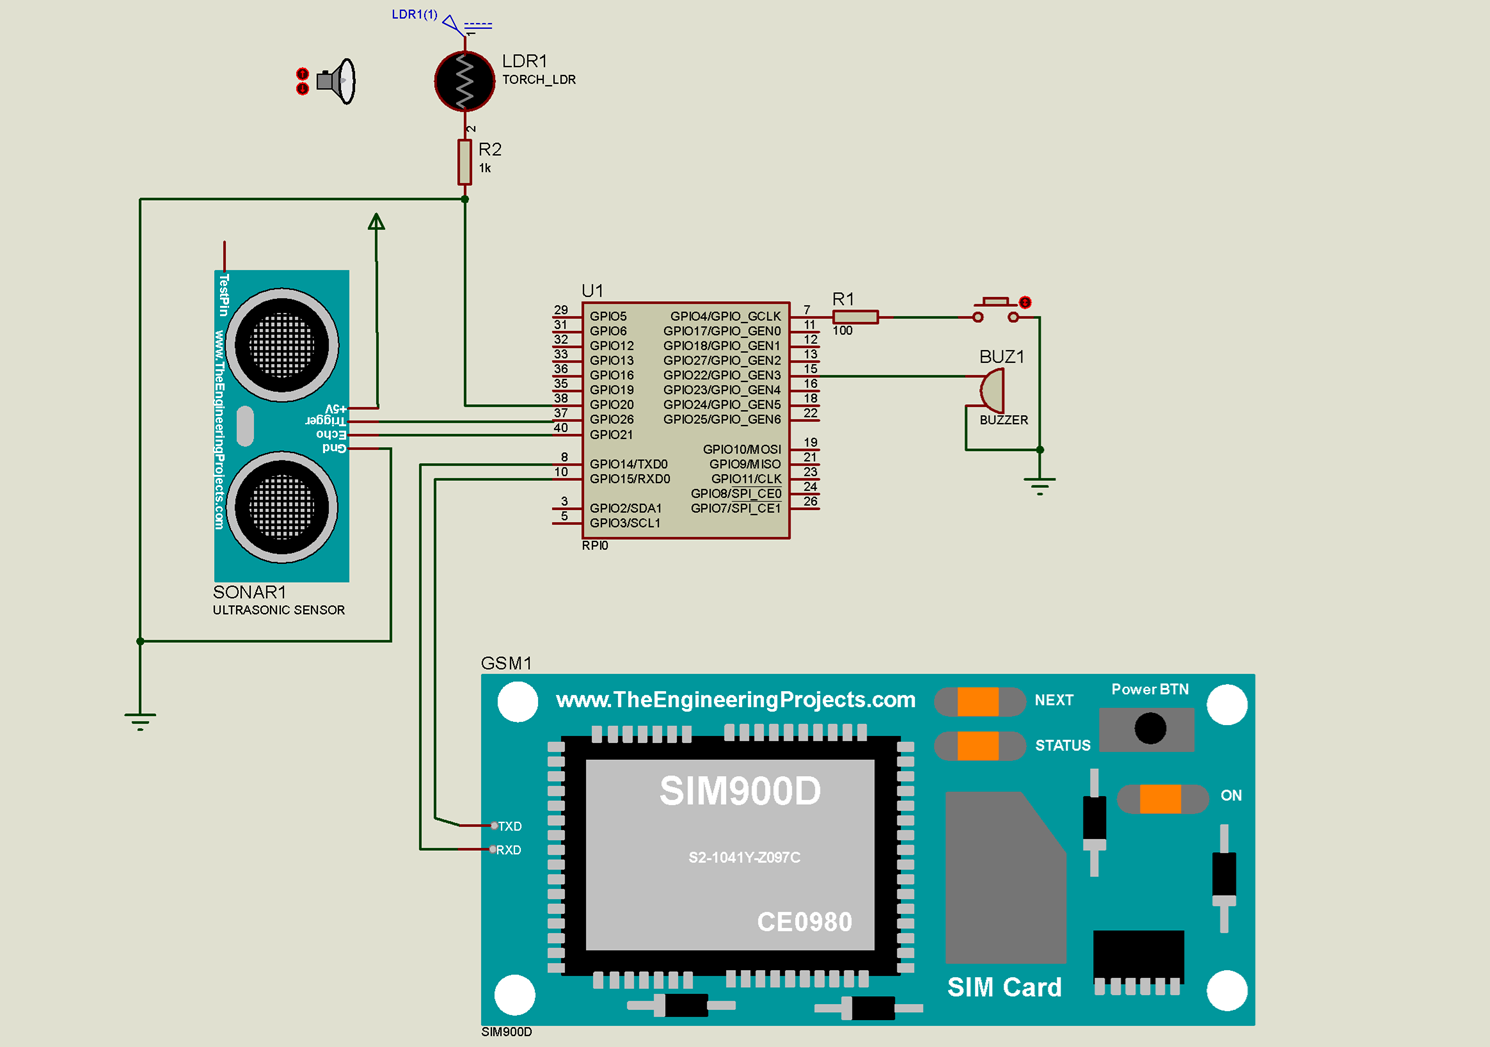 LDR1(1)
1
LDR1
TORCH_LDR
2
R2
1k
TestPin
www.TheEngineeringProjects.com
+5V
Trigger
Echo
Gnd
SONAR1
ULTRASONIC SENSOR
U1
29 GPIO5
31 GPIO6
32 GPIO12
33 GPIO13
36 GPIO16
35 GPIO19
38 GPIO20
37 GPIO26
40 GPIO21
8 GPIO14/TXD0
10 GPIO15/RXD0
3 GPIO2/SDA1
5 GPIO3/SCL1
GPIO4/GPIO_GCLK 7
GPIO17/GPIO_GEN0 11
GPIO18/GPIO_GEN1 12
GPIO27/GPIO_GEN2 13
GPIO22/GPIO_GEN3 15
GPIO23/GPIO_GEN4 16
GPIO24/GPIO_GEN5 18
GPIO25/GPIO_GEN6 22
GPIO10/MOSI 19
GPIO9/MISO 21
GPIO11/CLK 23
GPIO8/SPI_CE0 24
GPIO7/SPI_CE1 26
RPI0
R1
100
BUZ1
BUZZER
GSM1
www.TheEngineeringProjects.com
NEXT
STATUS
Power BTN
ON
SIM900D
S2-1041Y-Z097C
CE0980
TXD
RXD
SIM Card
SIM900D